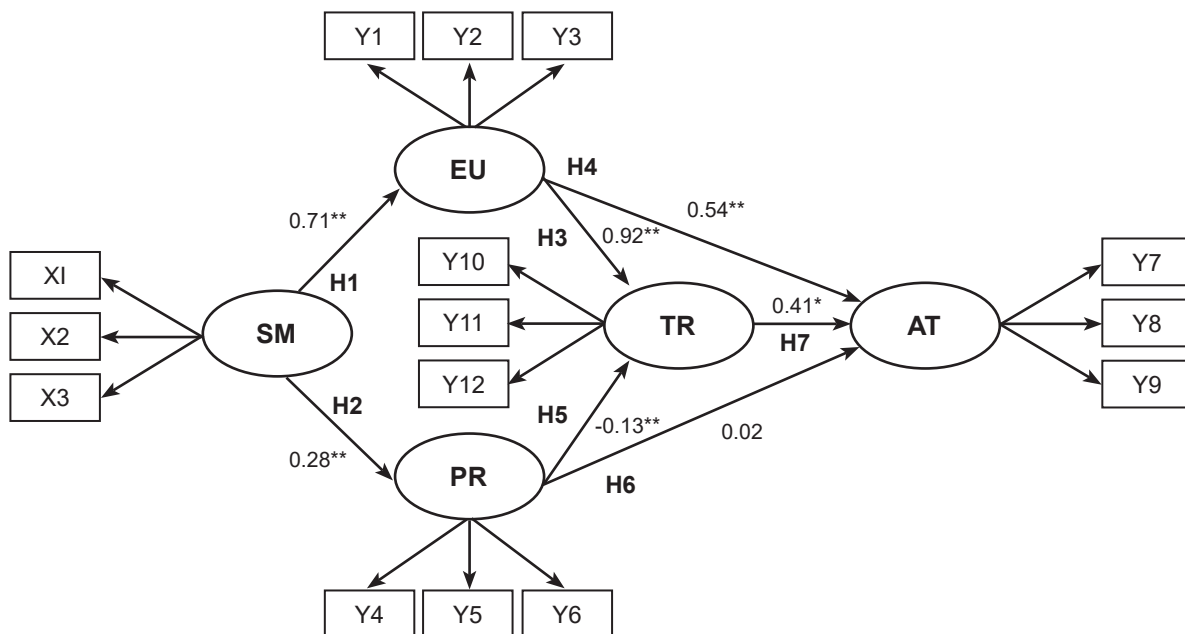 Y1 Y2 Y3
EU
H4
0.71**
0.54**
H3 0.92**
XI
X2
X3
H1
SM
Y10
Y11
Y12
TR
0.41*
H7
AT
Y7
Y8
Y9
H2
H5
-0.13**
0.02
0.28**
PR
H6
Y4 Y5 Y6